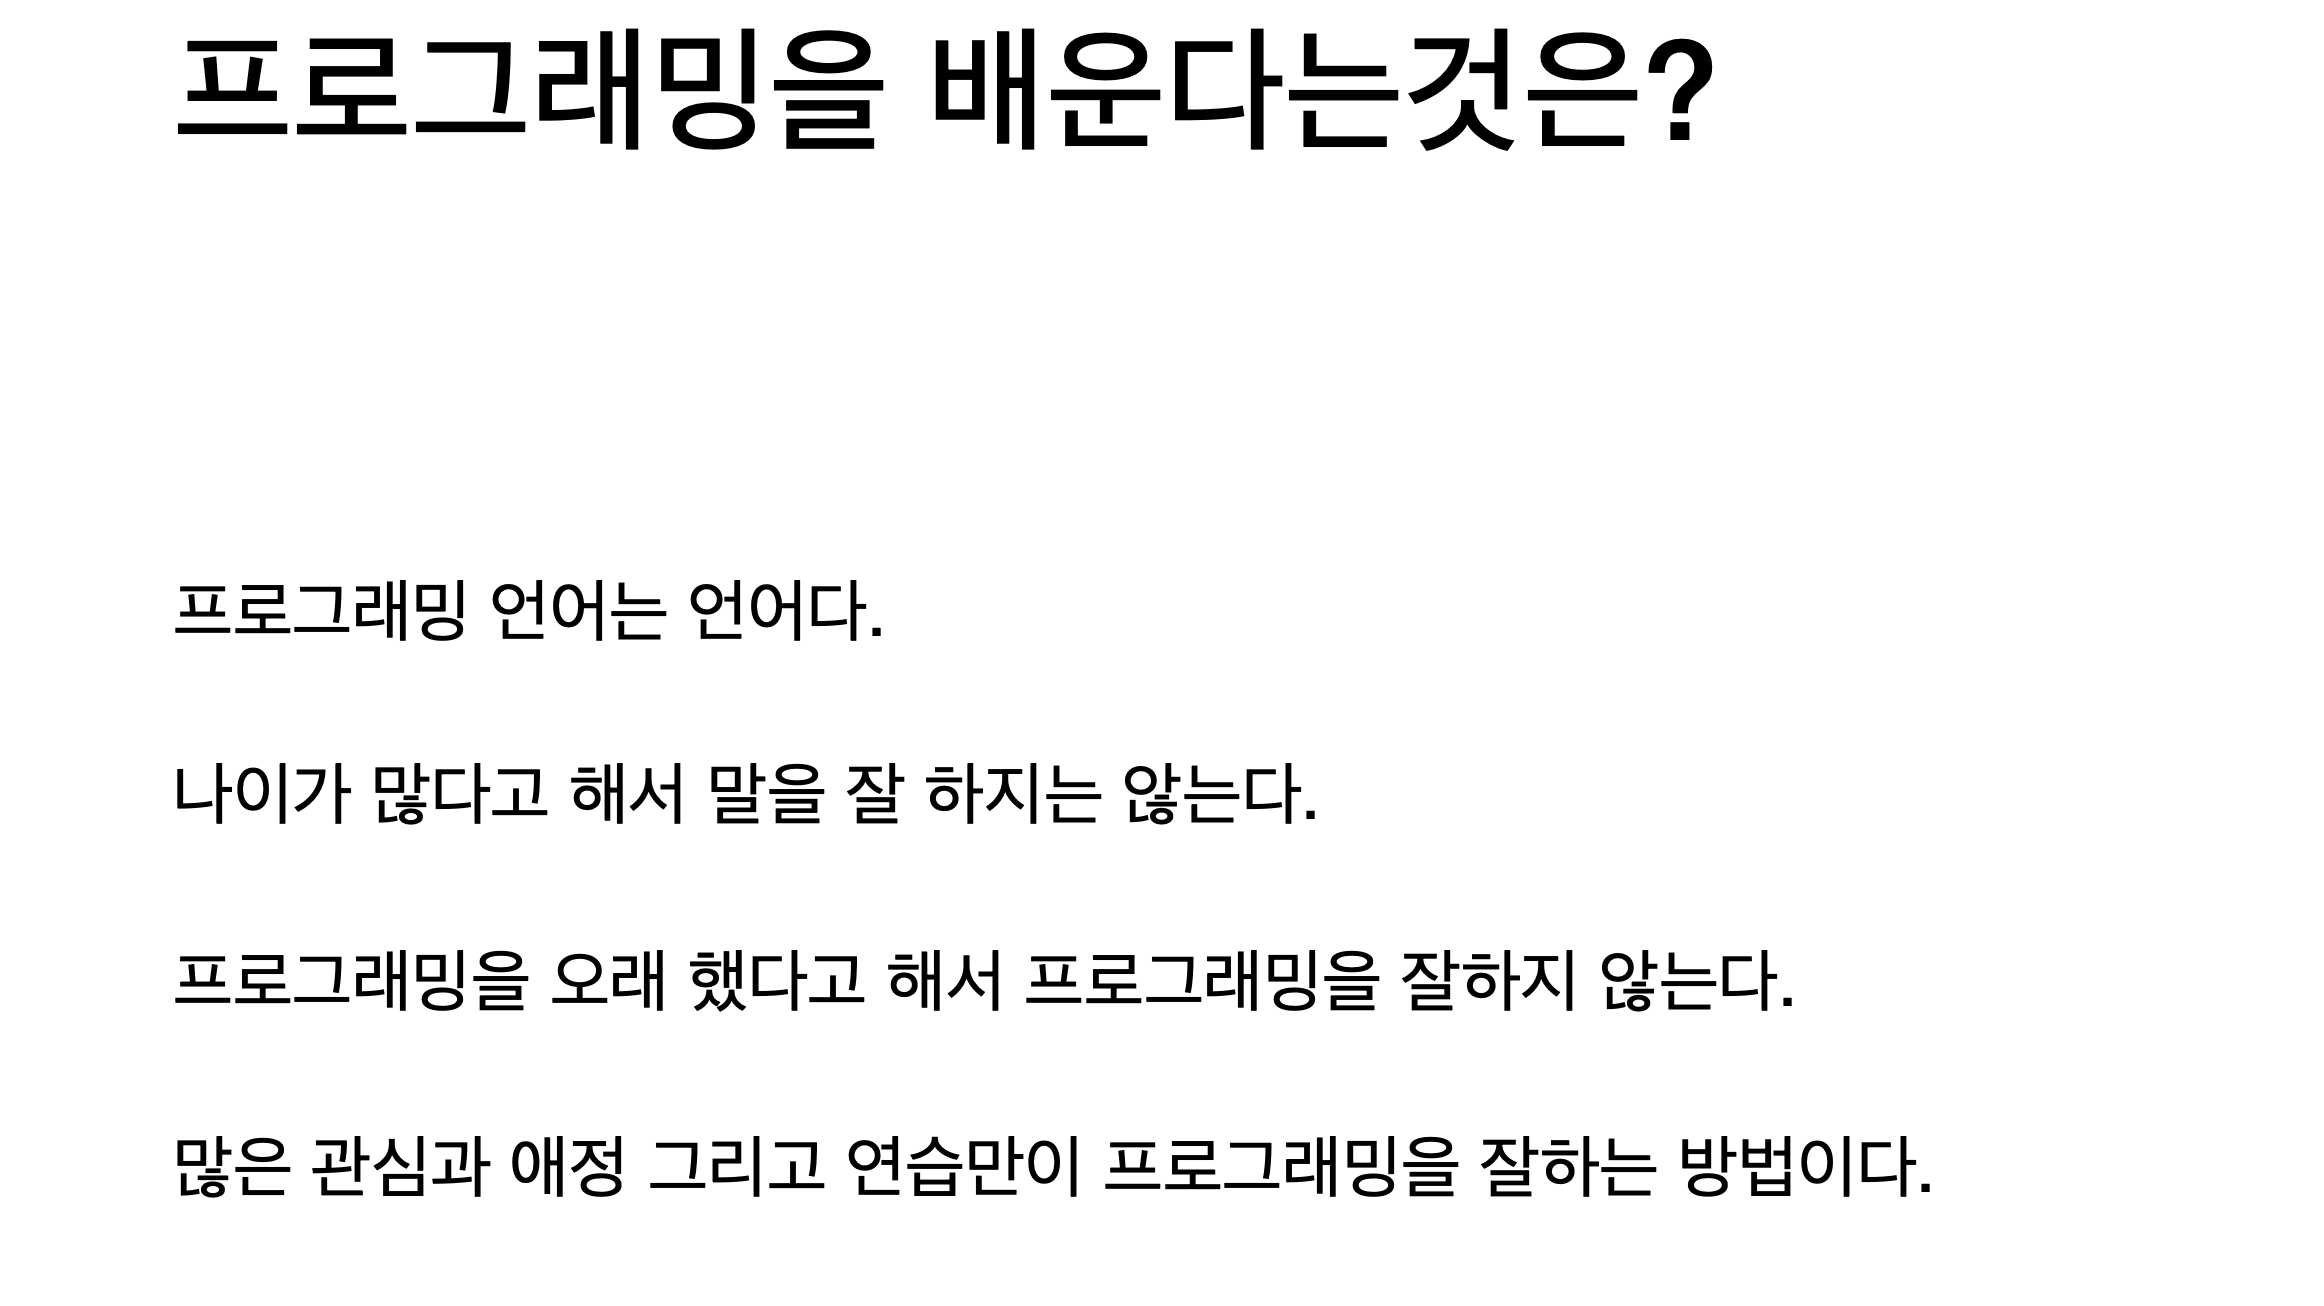 프로그래밍을 배운다는것은?
프로그래밍 언어는 언어다.
나이가 많다고 해서 말을 잘 하지는 않는다.
프로그래밍을 오래 했다고 해서 프로그래밍을 잘하지 않는다.
많은 관심과 애정 그리고 연습만이 프로그래밍을 잘하는 방법이다.